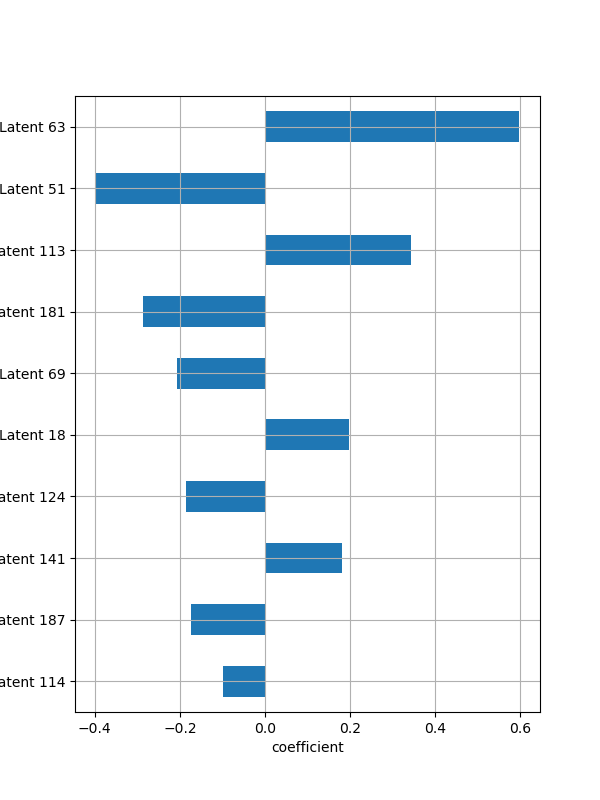 Latent 63
Latent 51
atent 113
atent 181
Latent 69
Latent 18
atent 124
atent 141
atent 187
atent 114
−0.4 −0.2 0.0 0.2 0.4 0.6
coefficient